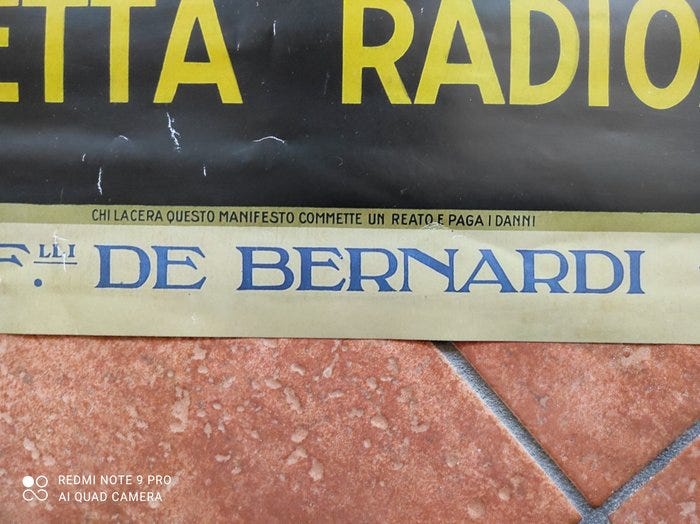 ETTA RADIO
CHI LACERA QUESTO MANIFESTO COMMETTE UN REATO E PAGA I DANNI
F.LLI DE BERNARDI
REDMI NOTE 9 PRO
AI QUAD CAMERA